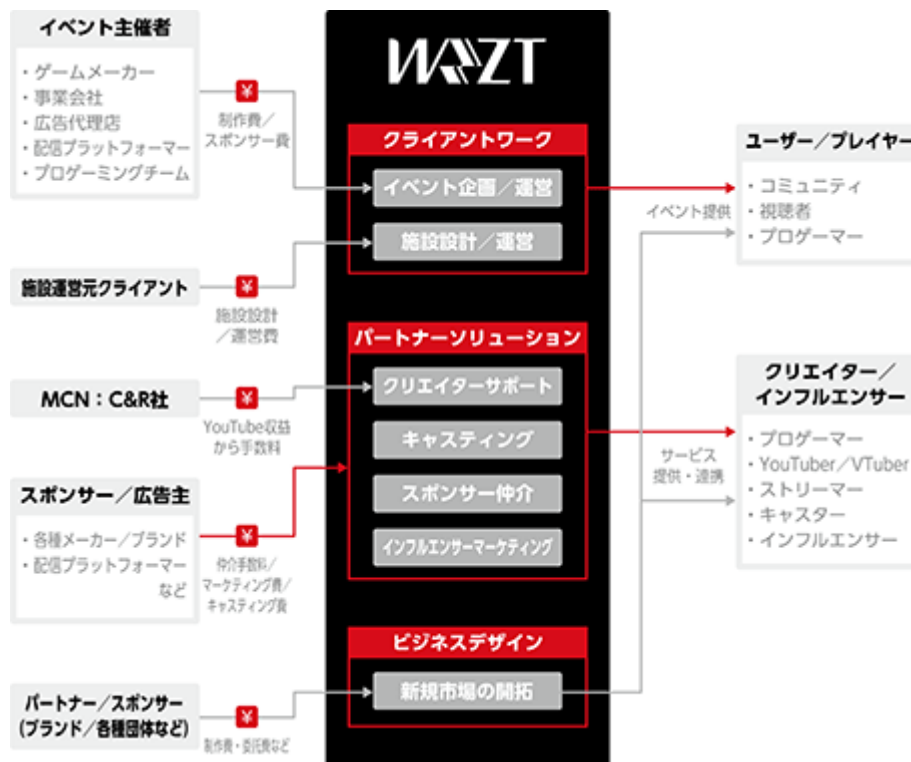 イベント主催者
・ゲームメーカー
・事業会社
・広告代理店
・配信プラットフォーマー
・プロゲーミングチーム
¥
制作費／
スポンサー費
施設運営元クライアント
¥
施設設計
／運営費
MCN：C&R社
¥
YouTube収益
から手数料
スポンサー／広告主
・各種メーカー／ブランド
・配信プラットフォーマー
など
¥
仲介手数料／
マーケティング費／
キャスティング費
パートナー／スポンサー
(ブランド／各種団体など)
¥
制作費・委託費など
WRZT
クライアントワーク
イベント企画／運営
施設設計／運営
パートナーソリューション
クリエイターサポート
キャスティング
スポンサー仲介
インフルエンサーマーケティング
ビジネスデザイン
新規市場の開拓
イベント提供
サービス
提供・連携
ユーザー／プレイヤー
・コミュニティ
・視聴者
・プロゲーマー
クリエイター／
インフルエンサー
・プロゲーマー
・YouTuber／VTuber
・ストリーマー
・キャスター
・インフルエンサー